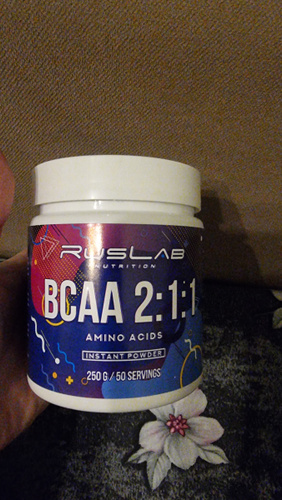 RusLab
NUTRITION
BCAA 2:1:1
AMINO ACIDS
INSTANT POWDER
250 G / 50 SERVINGS